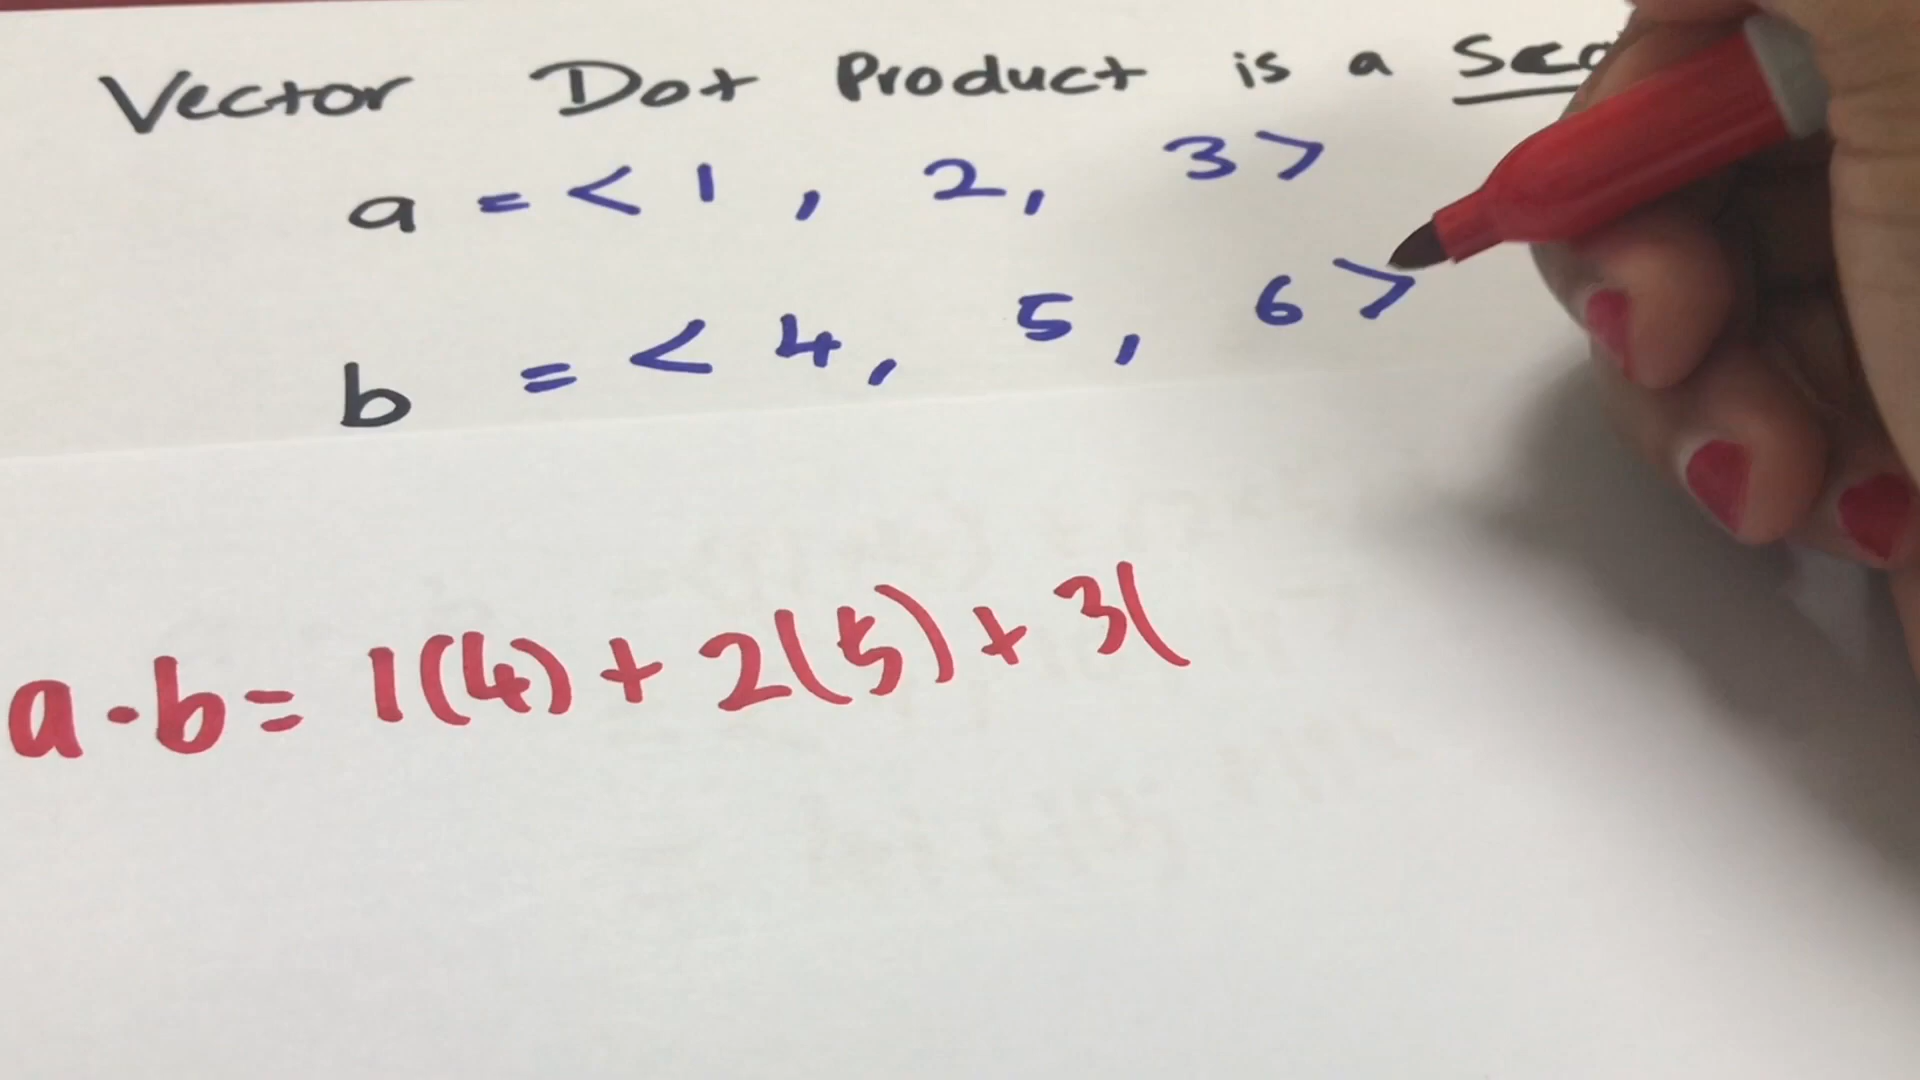 Vector Dot Product is a
a = < 1 , 2, 3 >
b = < 4, 5, 6 >
a · b = 1(4) + 2(5) + 3(